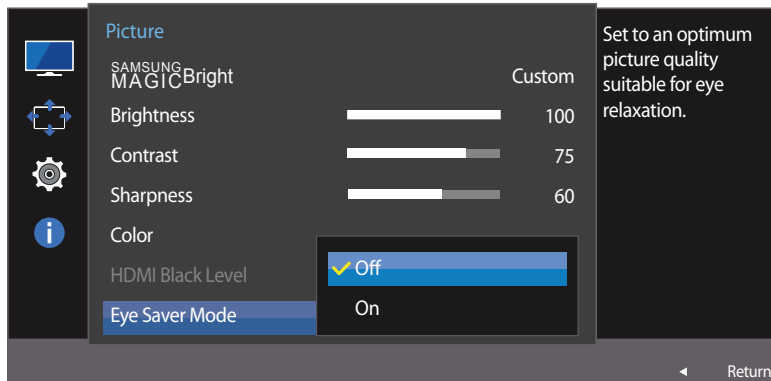 Picture
SAMSUNG
MAGICBright Custom
Brightness 100
Contrast 75
Sharpness 60
Color
HDMI Black Level
Eye Saver Mode
Off
On
Set to an optimum
picture quality
suitable for eye
relaxation.
Return